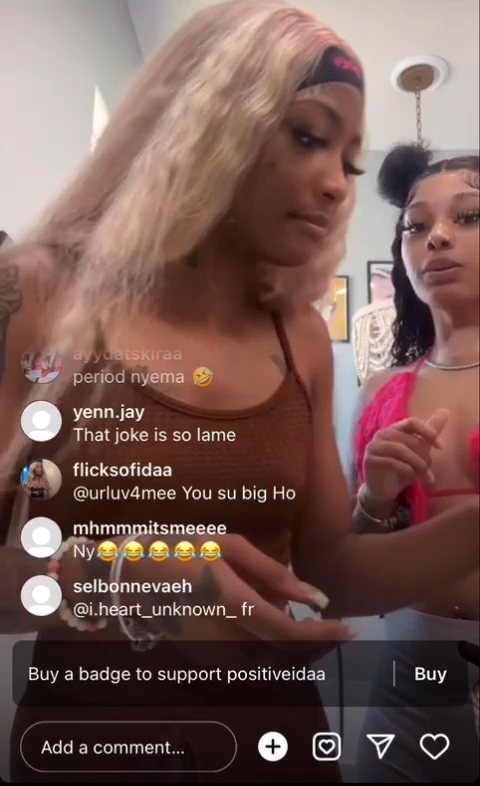 ayydatskiraa
period nyema 🤣
yenn.jay
That joke is so lame
flicksofidaa
@urluv4mee You su big Ho
mhmmmitsmeeee
Ny😂😂😂😂😂
selbonnevaeh
@i.heart_unknown_ fr
Buy a badge to support positiveidaa
Buy
Add a comment...